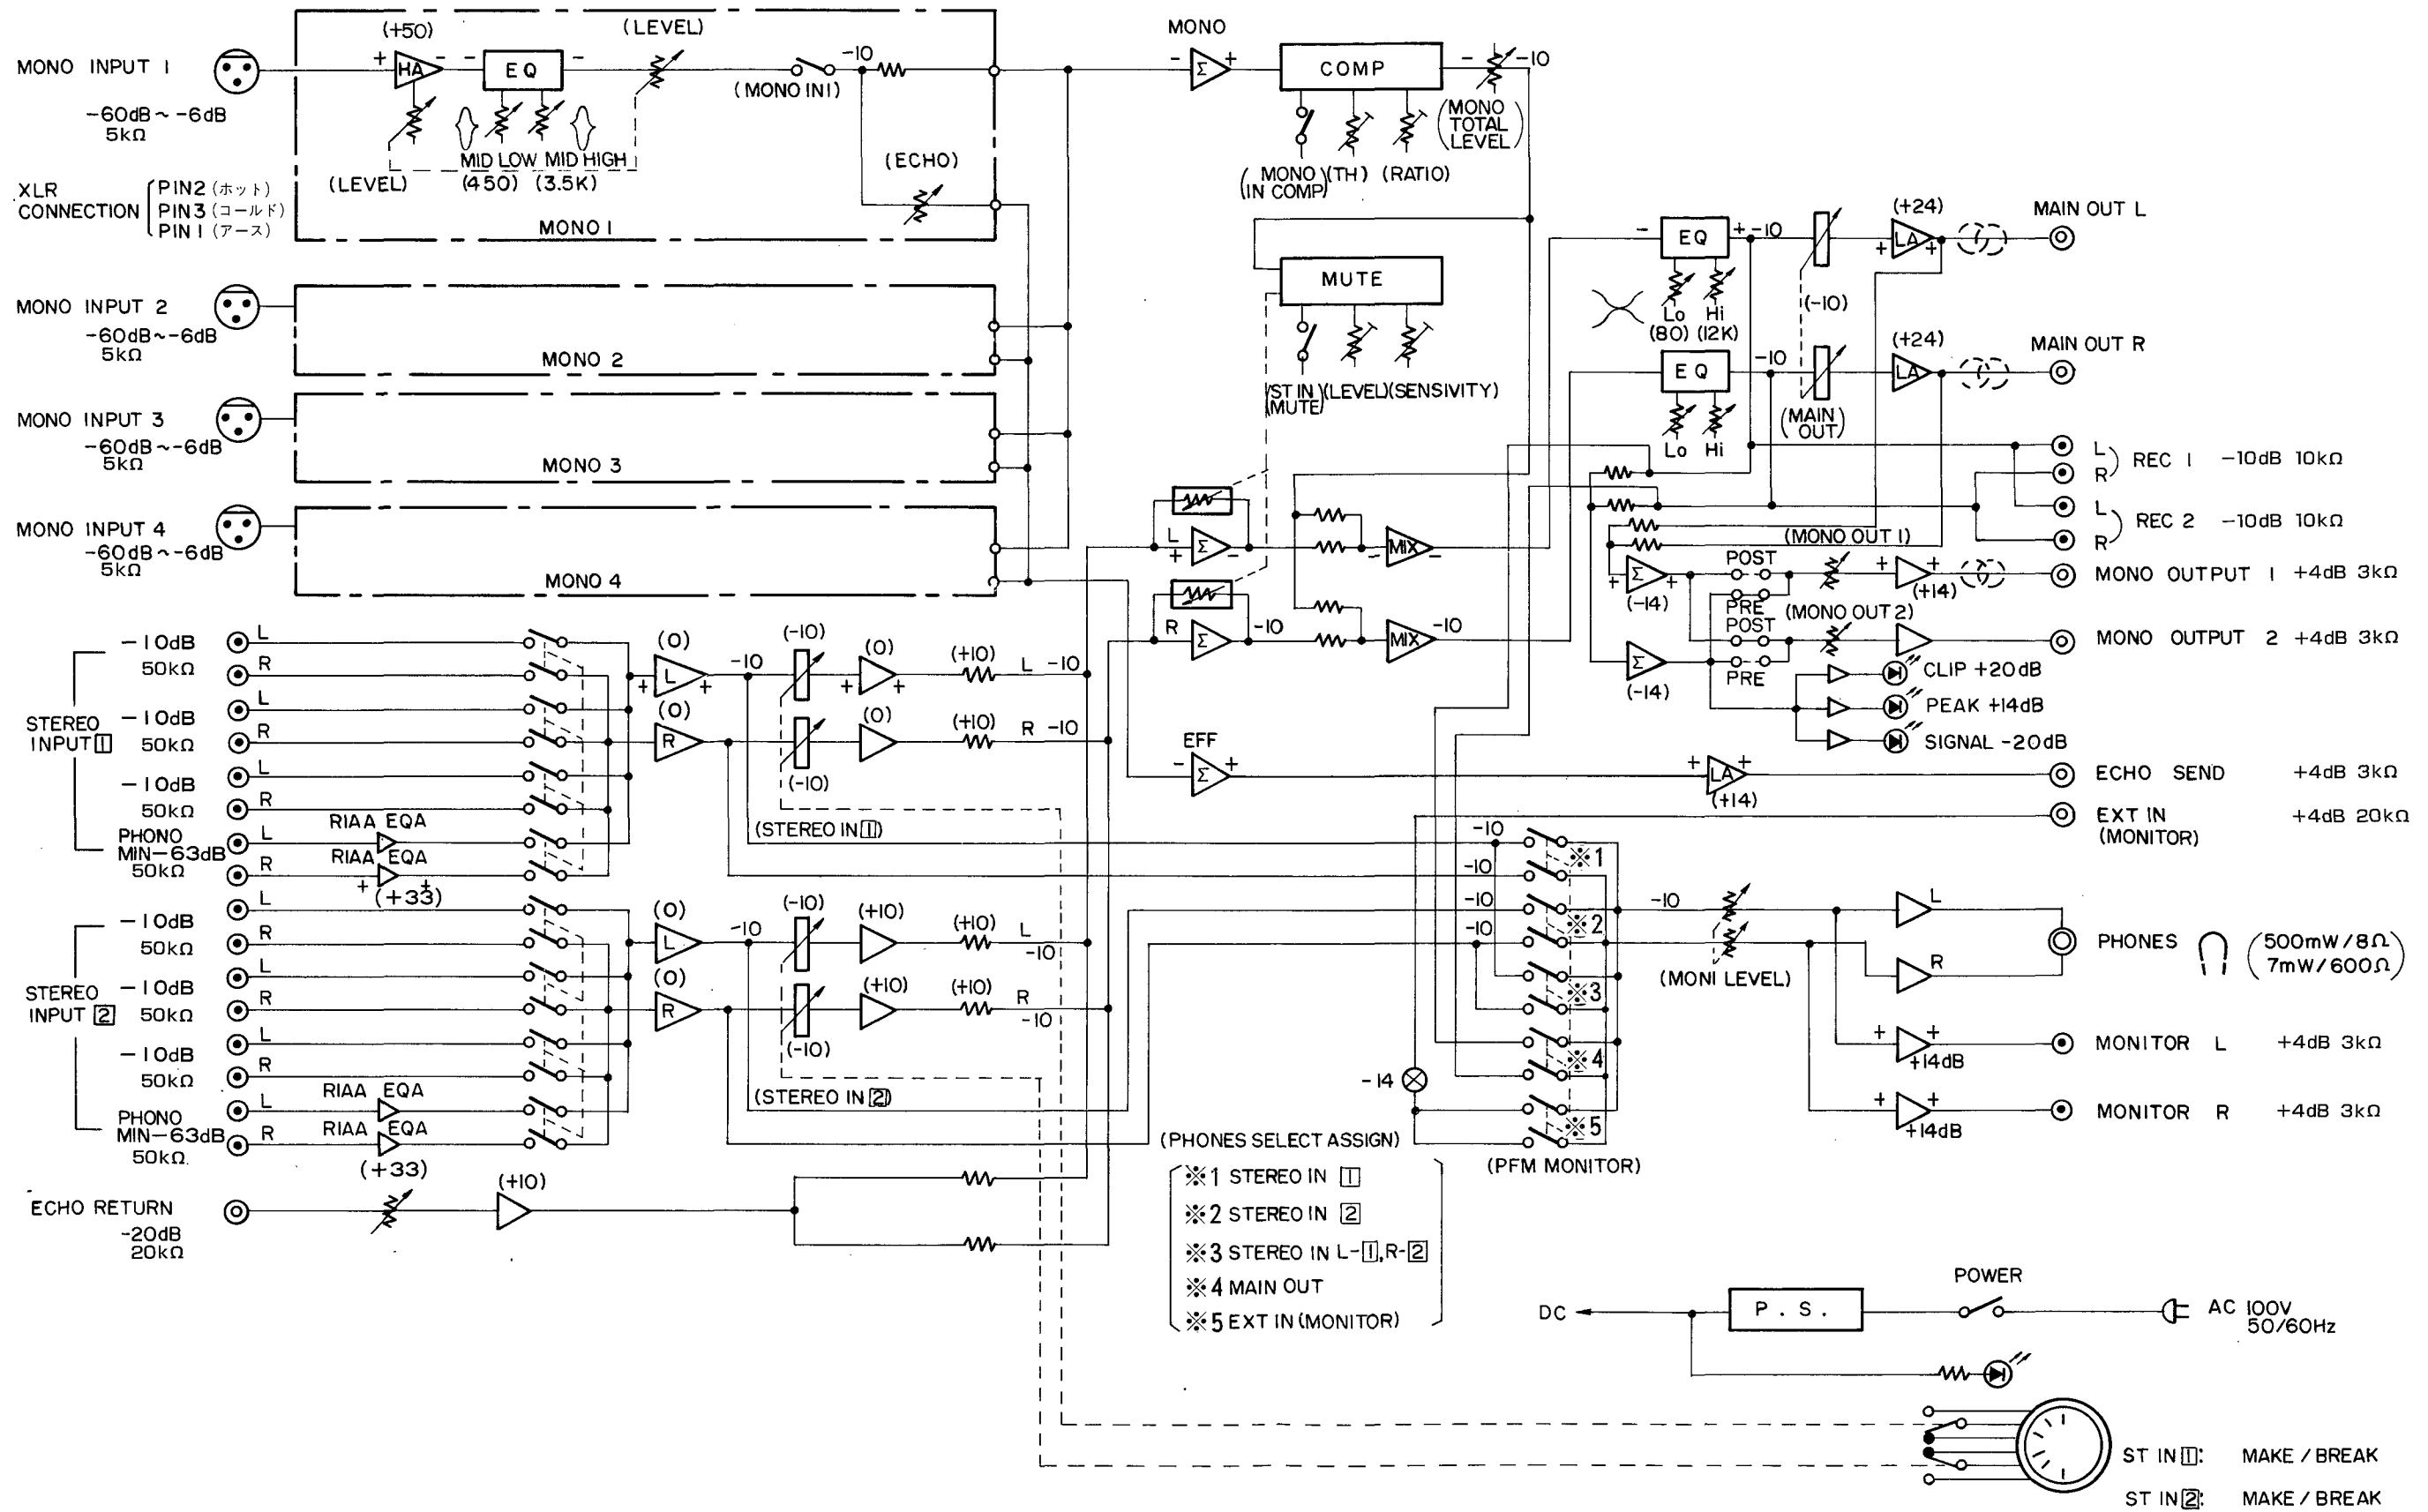 MONO INPUT 1
-60dB ~ -6dB
5kΩ
XLR CONNECTION
PIN2 (ホット)
PIN3 (コールド)
PIN1 (アース)
(+50)
+ HA -
- EQ -
(LEVEL)
-10
(MONO IN1)
(LEVEL)
MID LOW MID HIGH
(450) (3.5K)
(ECHO)
MONO 1
MONO INPUT 2
-60dB~-6dB
5kΩ
MONO 2
MONO INPUT 3
-60dB~-6dB
5kΩ
MONO 3
MONO INPUT 4
-60dB~-6dB
5kΩ
MONO 4
MONO
- Σ +
COMP
- -10
(MONO TOTAL LEVEL)
(MONO IN COMP) (TH) (RATIO)
MUTE
(ST IN MUTE) (LEVEL) (SENSIVITY)
L
+ Σ -
- MIX -
R
Σ -10
MIX -10
- EQ + -10
Lo Hi
(80) (12K)
EQ -10
Lo Hi
(-10)
(MAIN OUT)
(+24)
+ LA +
MAIN OUT L
(+24)
LA
MAIN OUT R
L
R
REC 1 -10dB 10kΩ
L
R
REC 2 -10dB 10kΩ
(MONO OUT 1)
+ Σ +
(-14)
POST
PRE
+ +
(+14)
MONO OUTPUT 1 +4dB 3kΩ
(MONO OUT 2)
POST
PRE
Σ
(-14)
MONO OUTPUT 2 +4dB 3kΩ
CLIP +20dB
PEAK +14dB
SIGNAL -20dB
EFF
- Σ +
+ LA +
(+14)
ECHO SEND +4dB 3kΩ
EXT IN (MONITOR) +4dB 20kΩ
STEREO INPUT 1
-10dB
50kΩ
L
R
-10dB
50kΩ
L
R
-10dB
50kΩ
L
R
PHONO
MIN-63dB
50kΩ
L
R
RIAA EQA
RIAA EQA
+ +
(+33)
(0)
+ L +
-10
(-10)
(0)
+ +
(+10)
L -10
(0)
R
(-10)
(0)
(+10)
R -10
(STEREO IN 1)
STEREO INPUT 2
-10dB
50kΩ
L
R
-10dB
50kΩ
L
R
-10dB
50kΩ
L
R
PHONO
MIN-63dB
50kΩ
L
R
RIAA EQA
RIAA EQA
(+33)
(0)
L
-10
(-10)
(+10)
(+10)
L
-10
(0)
R
(-10)
(+10)
(+10)
R
-10
(STEREO IN 2)
ECHO RETURN
-20dB
20kΩ
(+10)
-10
-10
-10
-10
※1
※2
※3
※4
※5
-14
(PFM MONITOR)
-10
(MONI LEVEL)
L
R
PHONES (500mW/8Ω
7mW/600Ω)
+ +
+14dB
MONITOR L +4dB 3kΩ
+ +
+14dB
MONITOR R +4dB 3kΩ
(PHONES SELECT ASSIGN)
※1 STEREO IN 1
※2 STEREO IN 2
※3 STEREO IN L-1,R-2
※4 MAIN OUT
※5 EXT IN (MONITOR)
DC
P. S.
POWER
AC 100V
50/60Hz
ST IN 1: MAKE / BREAK
ST IN 2: MAKE / BREAK